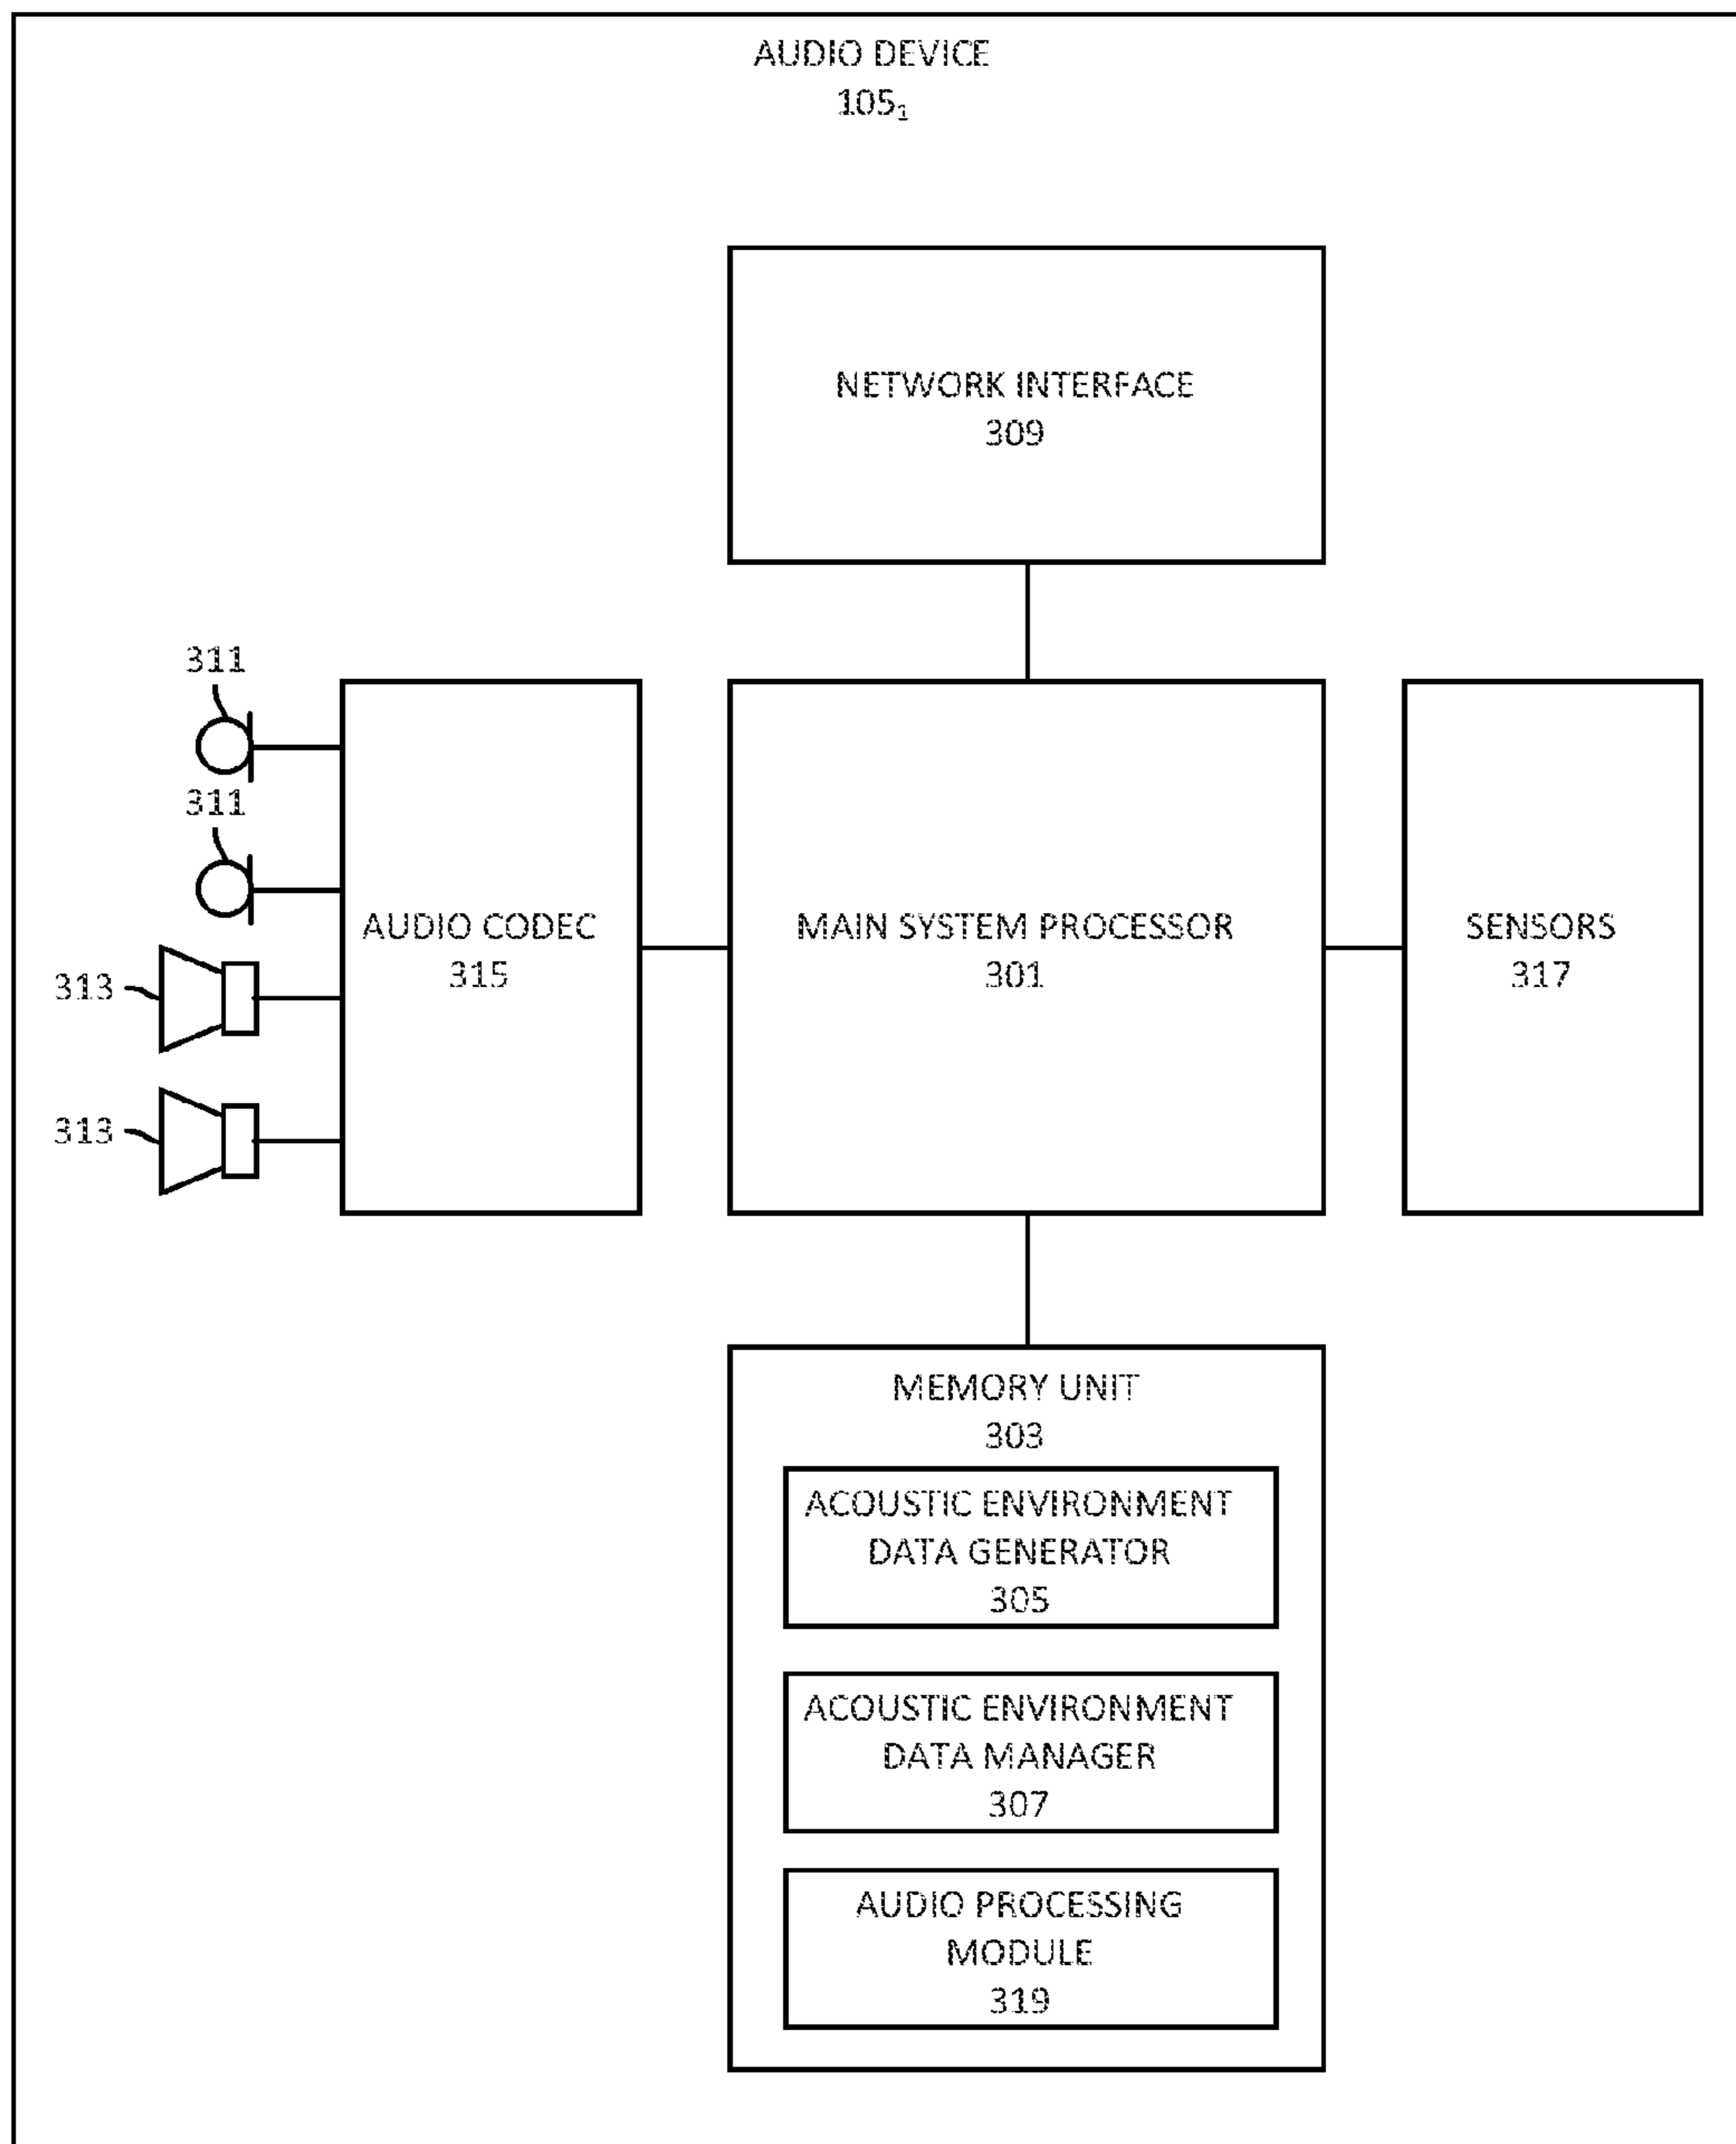 AUDIO DEVICE
105₁
NETWORK INTERFACE
309
311
311
313
313
AUDIO CODEC
315
MAIN SYSTEM PROCESSOR
301
SENSORS
317
MEMORY UNIT
303
ACOUSTIC ENVIRONMENT
DATA GENERATOR
305
ACOUSTIC ENVIRONMENT
DATA MANAGER
307
AUDIO PROCESSING
MODULE
319